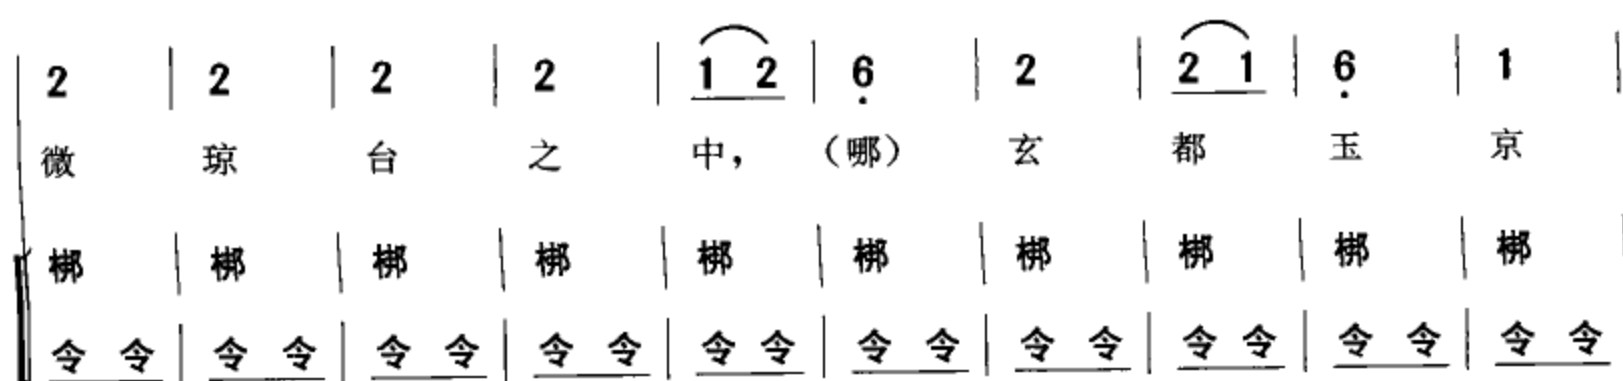 2 | 2 | 2 | 2 | 1 2 | 6̣ | 2 | 2 1 | 6̣ | 1 |
微 琼 台 之 中， （哪） 玄 都 玉 京
梆 | 梆 | 梆 | 梆 | 梆 | 梆 | 梆 | 梆 | 梆 | 梆
令 令 | 令 令 | 令 令 | 令 令 | 令 令 | 令 令 | 令 令 | 令 令 | 令 令 | 令 令